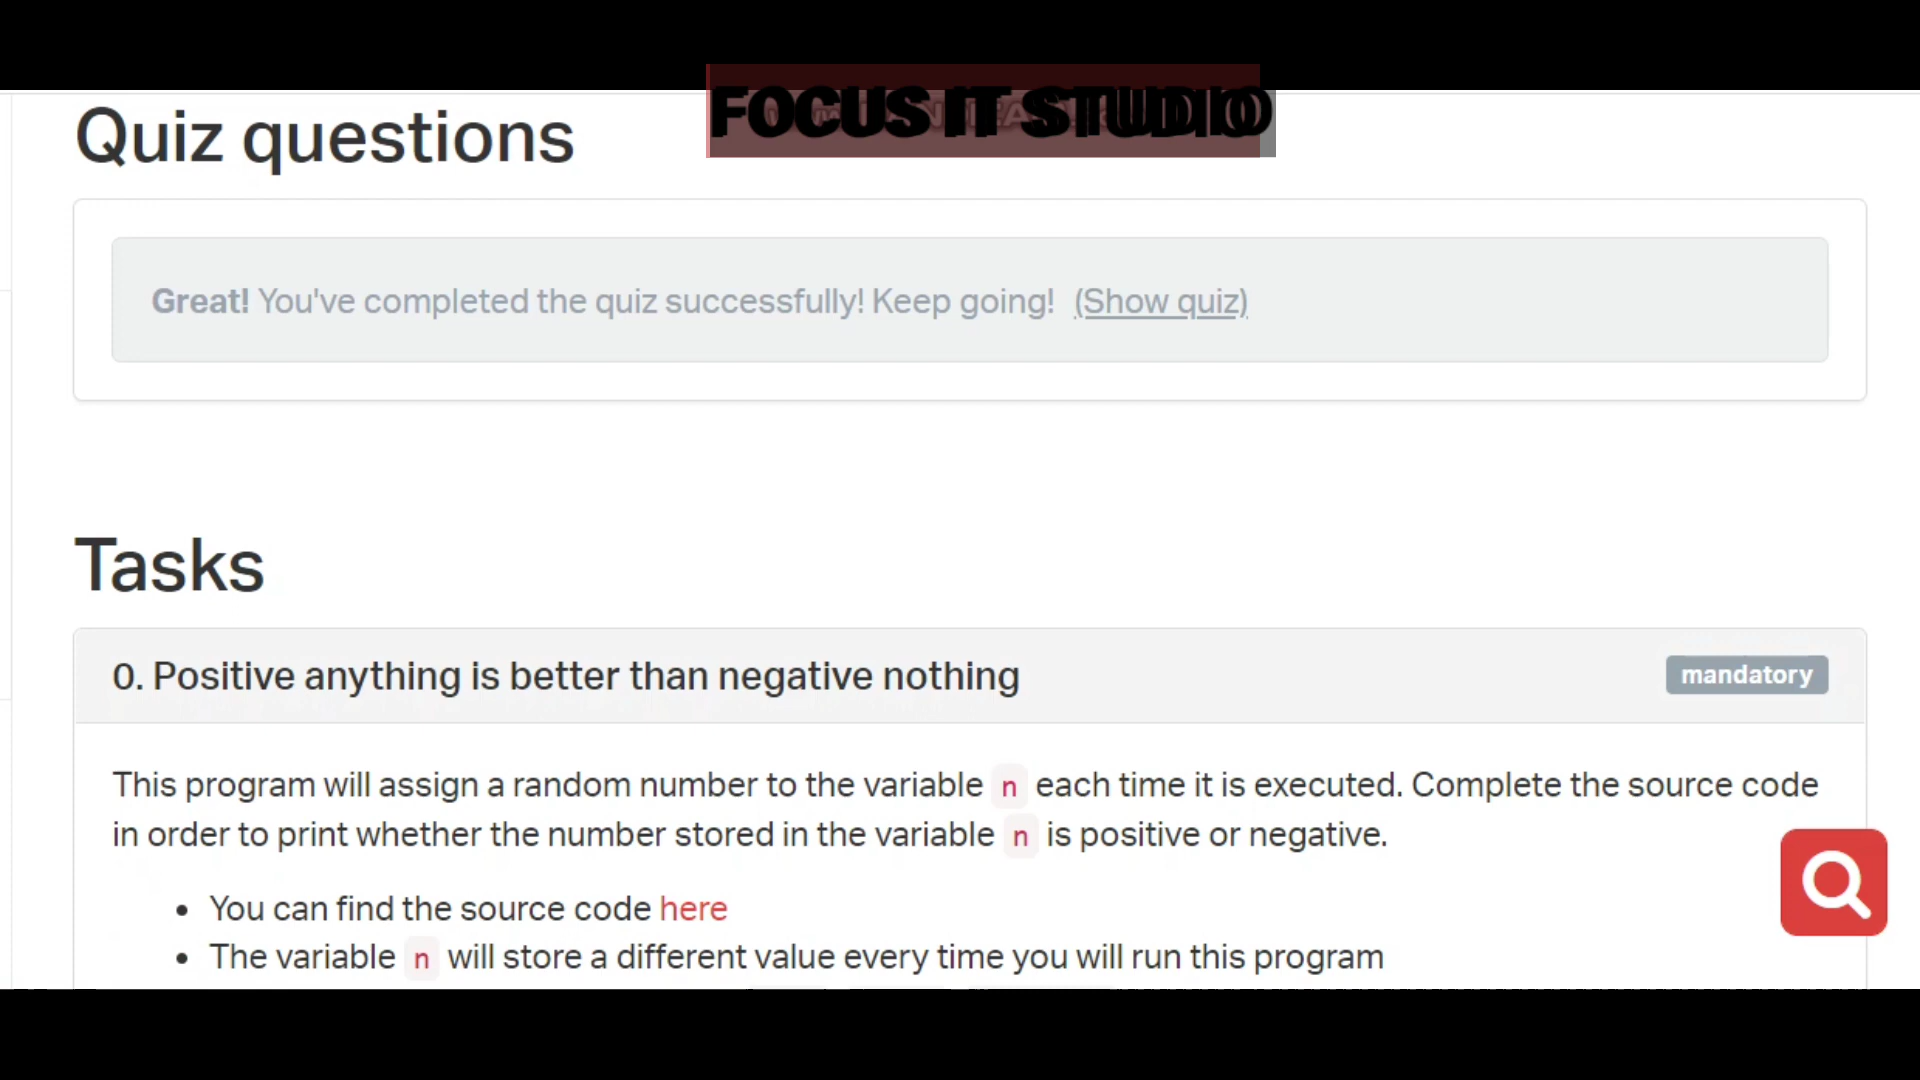 FOCUS IT STUDIO
Quiz questions
Great! You've completed the quiz successfully! Keep going! (Show quiz)
Tasks
0. Positive anything is better than negative nothing
mandatory
This program will assign a random number to the variable n each time it is executed. Complete the source code
in order to print whether the number stored in the variable n is positive or negative.
• You can find the source code here
• The variable n will store a different value every time you will run this program